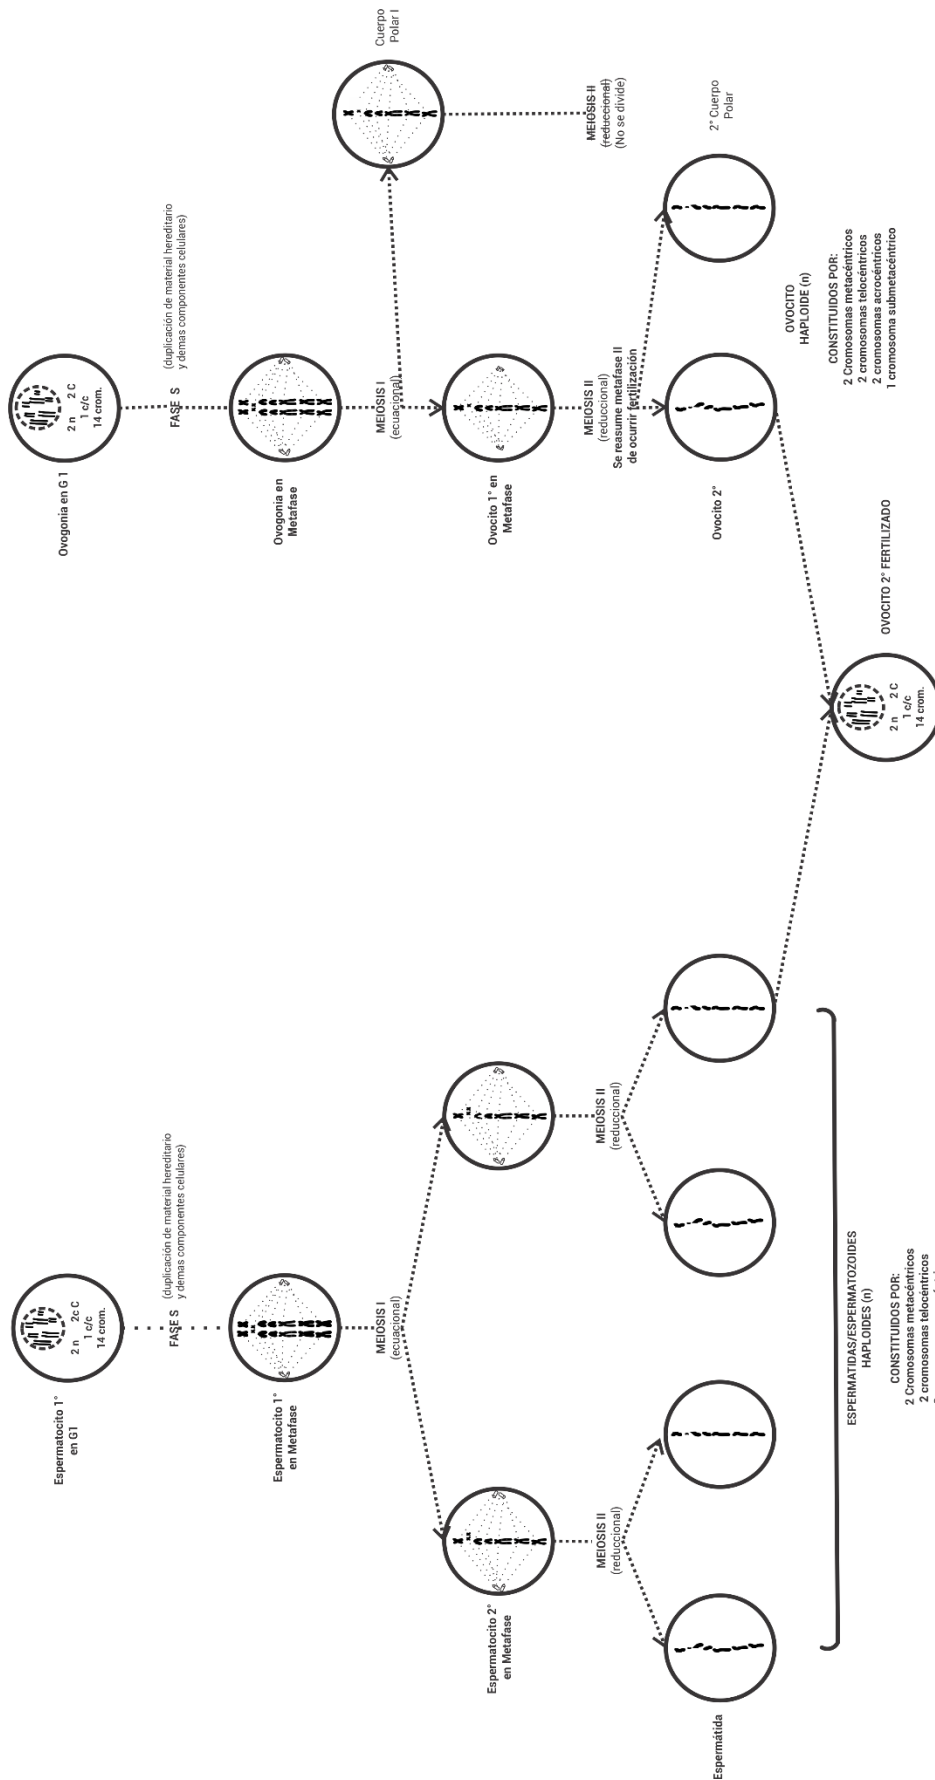 Espermatocito 1°
en G1
2 n 2c C
1 c/c
14 crom.
FASE S
(duplicación de material hereditario
y demas componentes celulares)
Espermatocito 1°
en Metafase
MEIOSIS I
(ecuacional)
Espermatocito 2°
en Metafase
MEIOSIS II
(reduccional)
MEIOSIS II
(reduccional)
Espermátida
ESPERMATIDAS/ESPERMATOZOIDES
HAPLOIDES (n)
CONSTITUIDOS POR:
2 Cromosomas metacéntricos
2 cromosomas telocéntricos
Ovogonia en G 1
2 n 2 C
1 c/c
14 crom.
FASE S
(duplicación de material hereditario
y demas componentes celulares)
Ovogonia en
Metafase
MEIOSIS I
(ecuacional)
Cuerpo
Polar I
Ovocito 1° en
Metafase
MEIOSIS II
(reduccional)
Se reasume metafase II
de ocurrir fertilización
MEIOSIS II
(reduccional)
(No se divide)
Ovocito 2°
2° Cuerpo
Polar
OVOCITO
HAPLOIDE (n)
CONSTITUIDOS POR:
2 Cromosomas metacéntricos
2 cromosomas telocéntricos
2 cromosomas acrocéntricos
1 cromosoma submetacéntrico
OVOCITO 2° FERTILIZADO
2 n 2 C
1 c/c
14 crom.